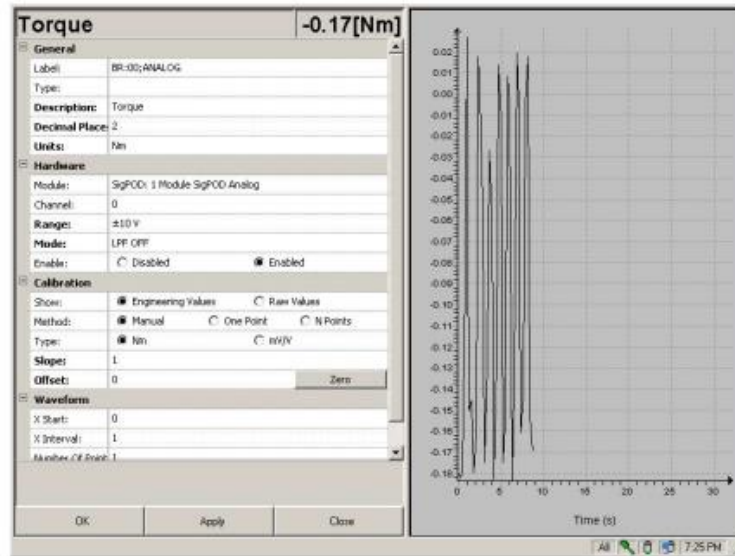 Torque -0.17[Nm]
General
Label: BR:00;ANALOG
Type:
Description: Torque
Decimal Place: 2
Units: Nm
Hardware
Module: SigPOD: 1 Module SigPOD Analog
Channel: 0
Range: ±10 V
Mode: LPF OFF
Enable: Disabled Enabled
Calibration
Show: Engineering Values Raw Values
Method: Manual One Point N Points
Type: Nm mV/V
Slope: 1
Offset: 0 Zero
Waveform
X Start: 0
X Interval: 1
Number Of Point 1
OK Apply Close
0.02
0.01
0.00
-0.01
-0.02
-0.03
-0.04
-0.05
-0.06
-0.08
-0.09
-0.10
-0.11
-0.13
-0.14
-0.15
-0.16
-0.17
-0.18
0 5 10 15 20 25 30
Time (s)
All 7:25 PM